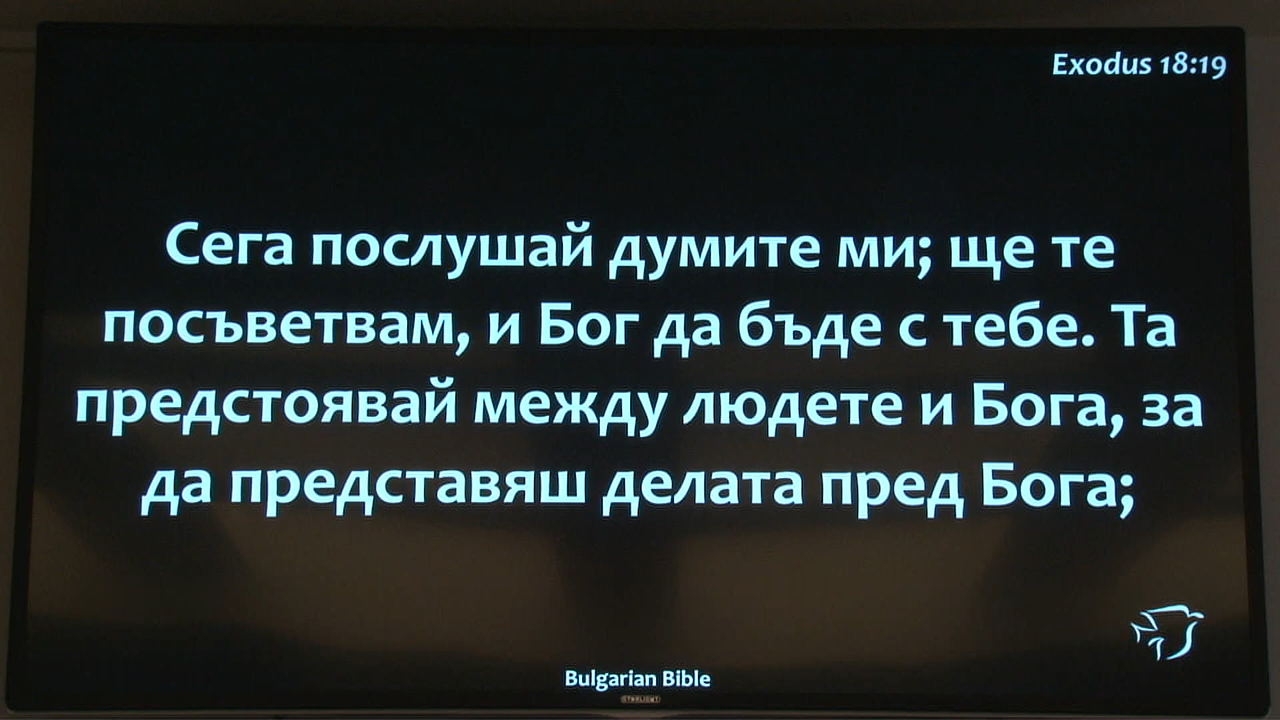 Exodus 18:19
Сега послушай думите ми; ще те
посъветвам, и Бог да бъде с тебе. Та
предстоявай между людете и Бога, за
да представяш делата пред Бога;
Bulgarian Bible
STARLIGHT